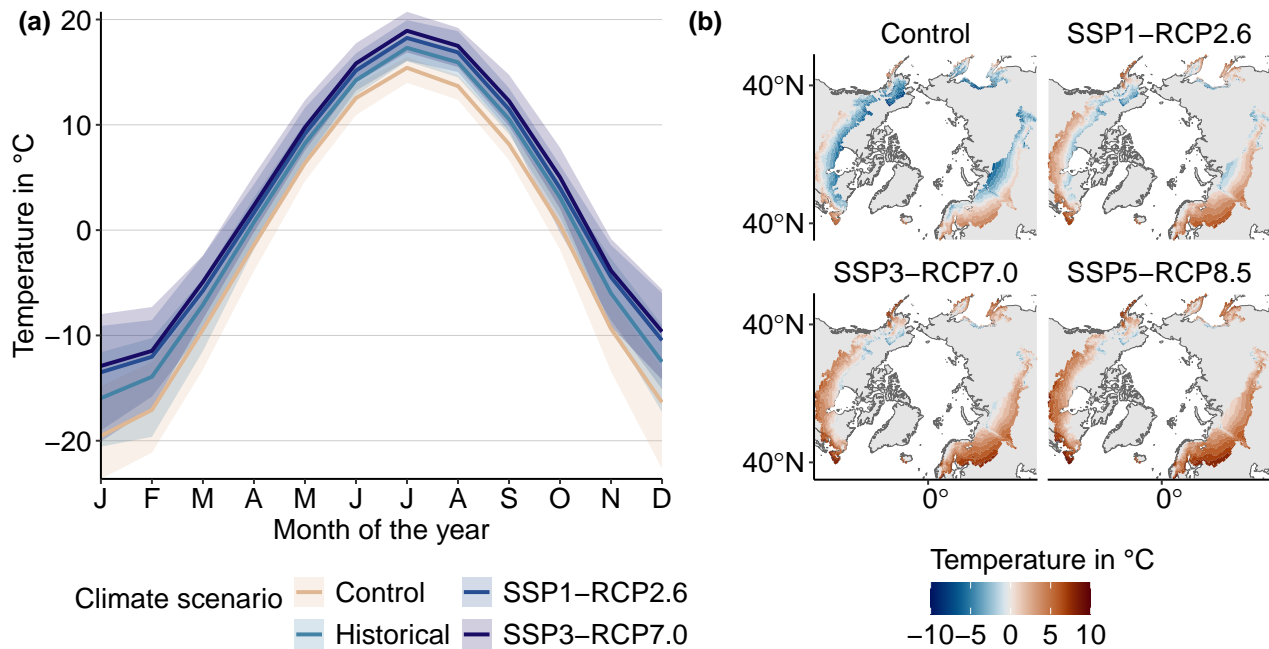 (a)
20
10
0
−10
−20
Temperature in °C
J F M A M J J A S O N D
Month of the year
Climate scenario
Control
SSP1−RCP2.6
Historical
SSP3−RCP7.0
(b)
Control
SSP1−RCP2.6
40°N
40°N
SSP3−RCP7.0
SSP5−RCP8.5
40°N
40°N
0°
0°
Temperature in °C
−10 −5 0 5 10